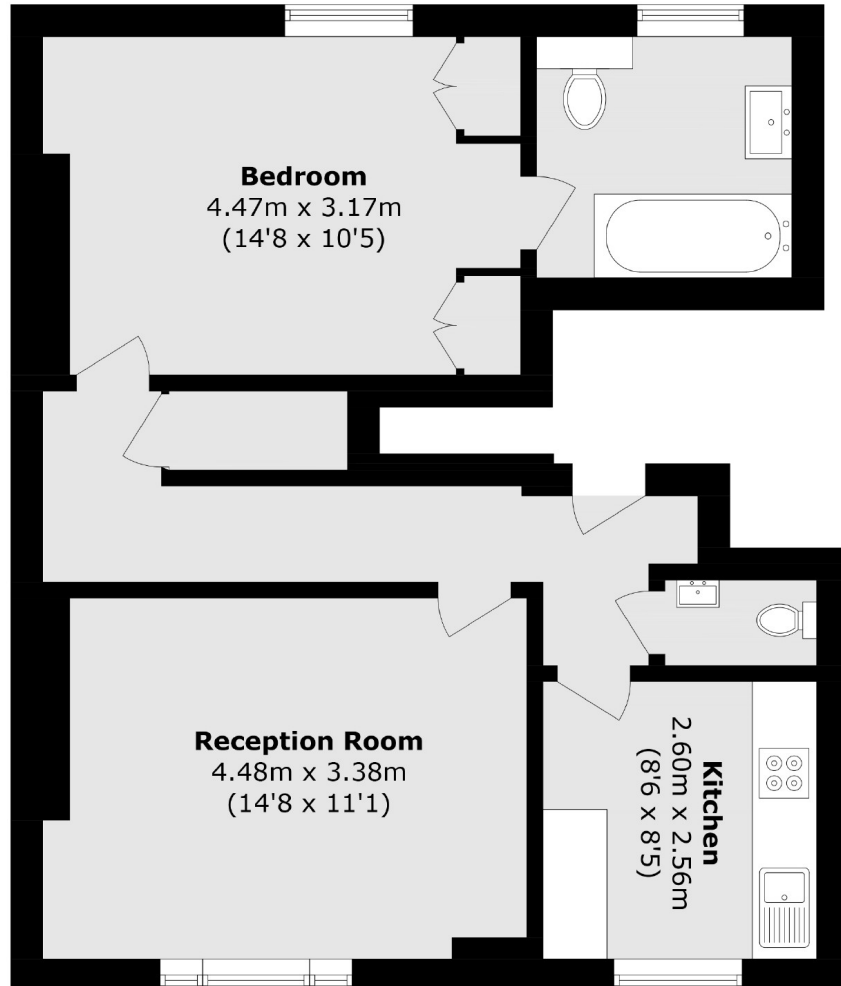 Bedroom
4.47m x 3.17m
(14'8 x 10'5)
Reception Room
4.48m x 3.38m
(14'8 x 11'1)
Kitchen
2.60m x 2.56m
(8'6 x 8'5)